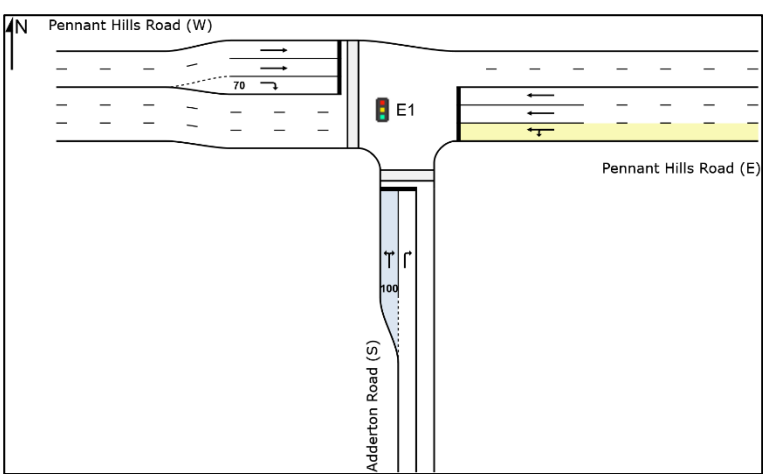 N
Pennant Hills Road (W)
70
E1
Pennant Hills Road (E)
100
Adderton Road (S)